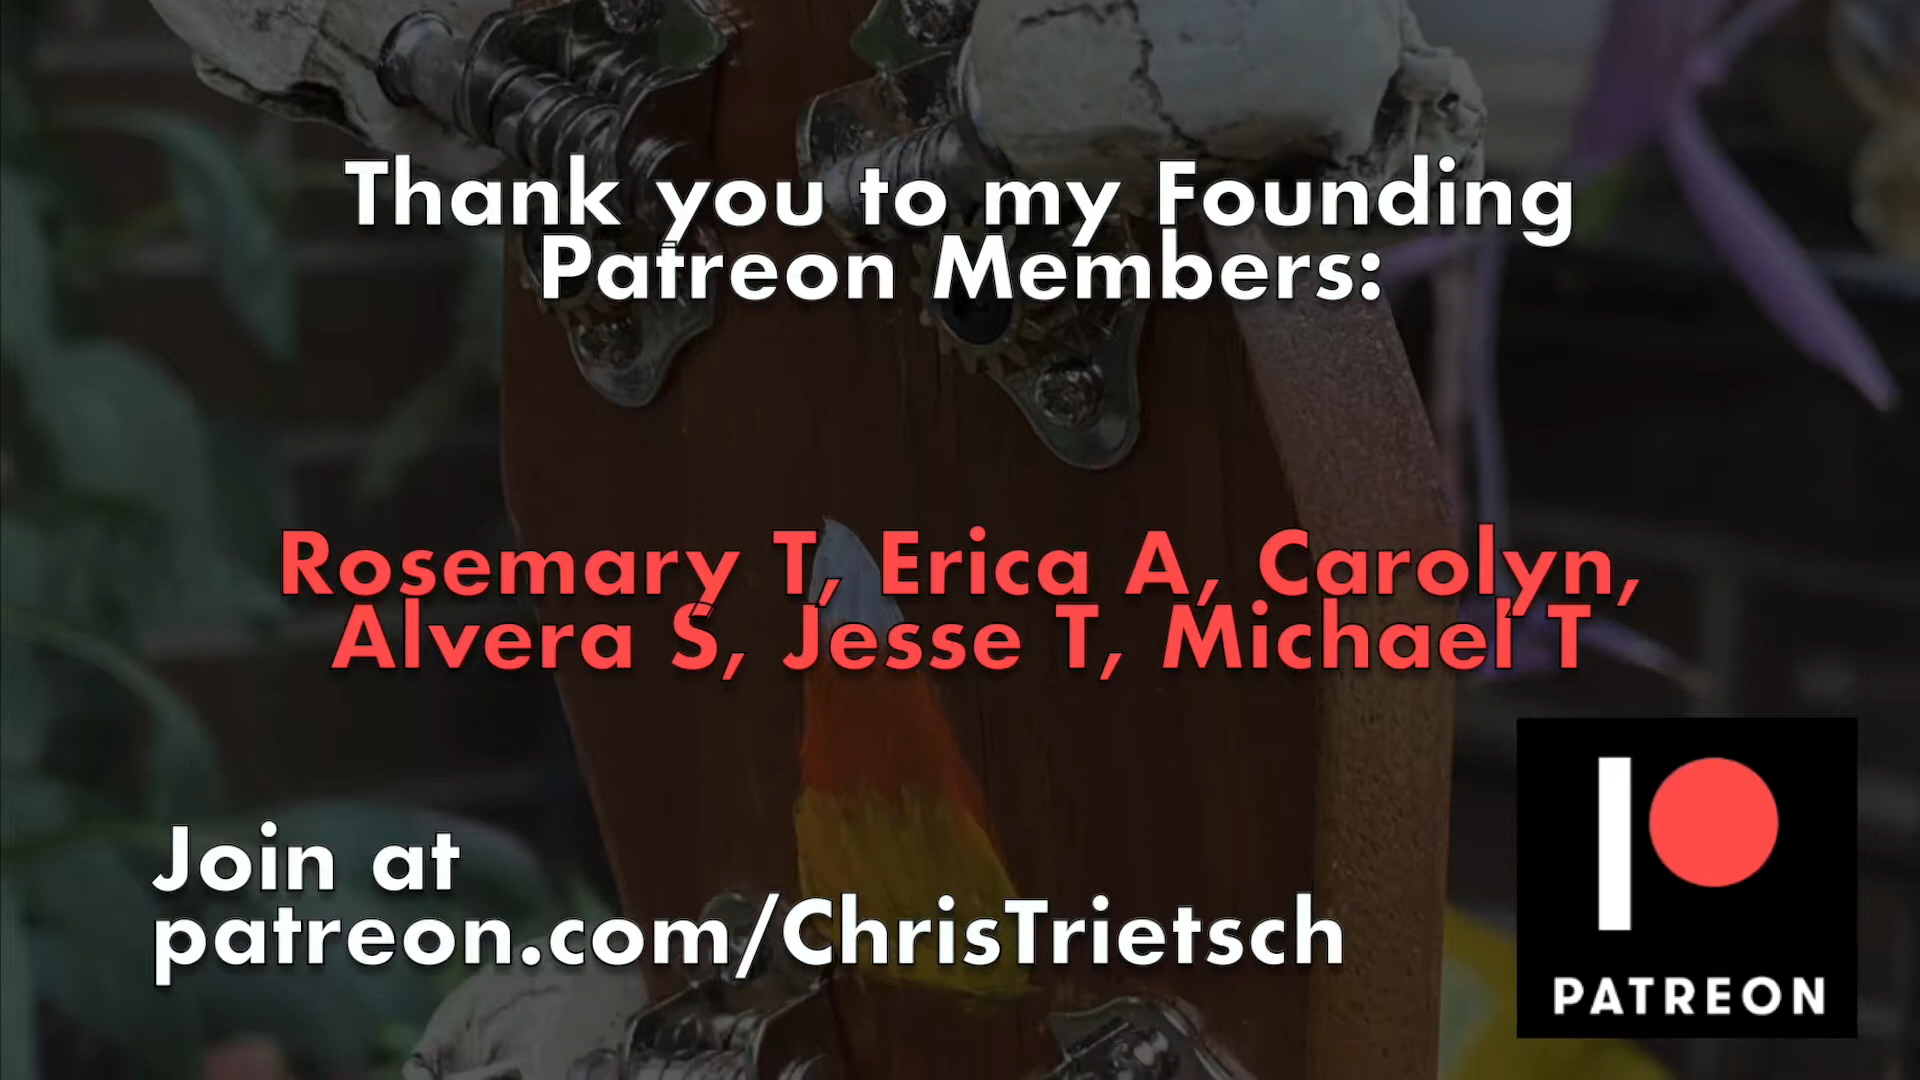 Thank you to my Founding
Patreon Members:
Rosemary T, Erica A, Carolyn,
Alvera S, Jesse T, Michael T
Join at
patreon.com/ChrisTrietsch
PATREON